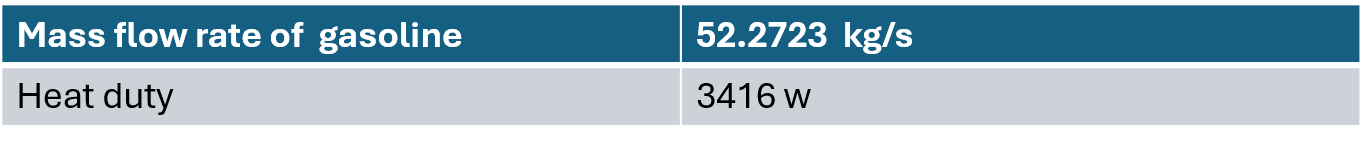 Mass flow rate of  gasoline 52.2723  kg/s
Heat duty 3416 w